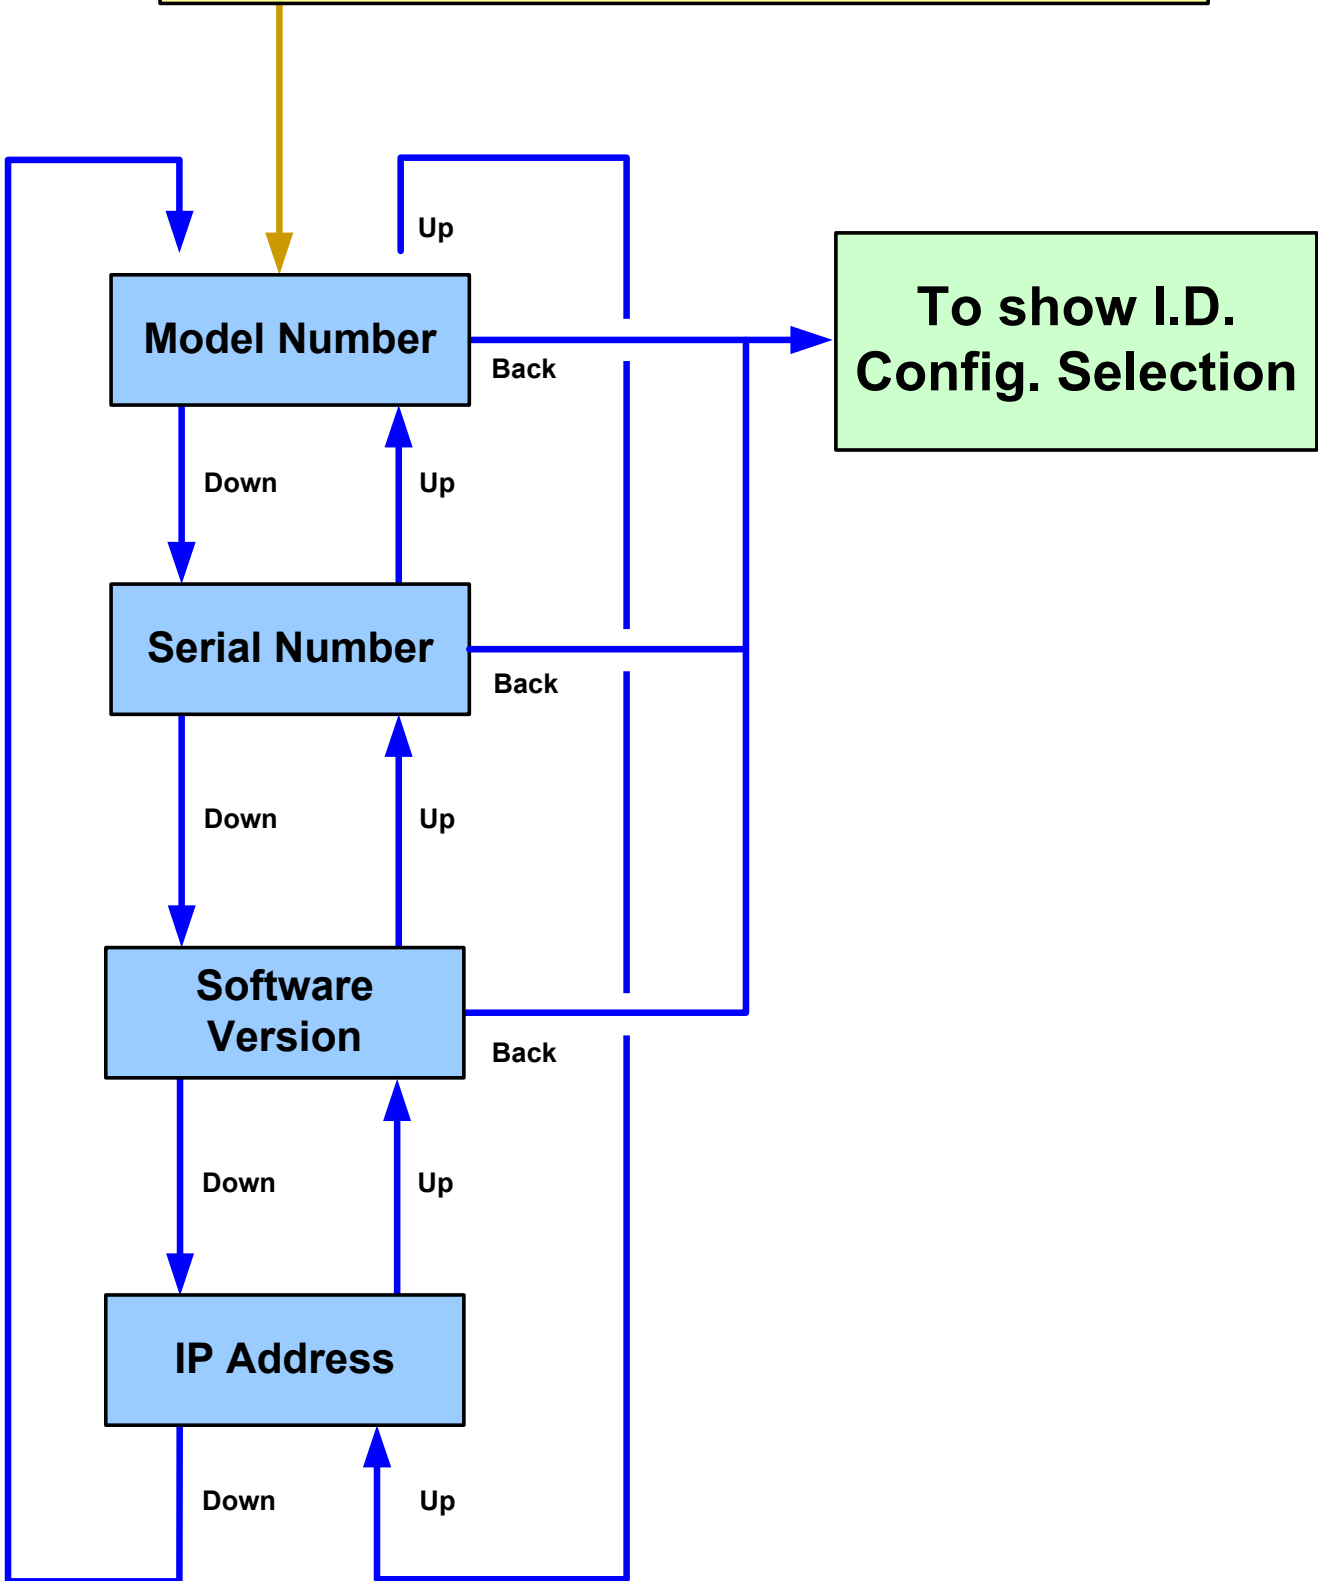 Up
To show I.D.
Config. Selection
Model Number
Back
Down
Up
Serial Number
Back
Down
Up
Software
Version
Back
Down
Up
IP Address
Down
Up